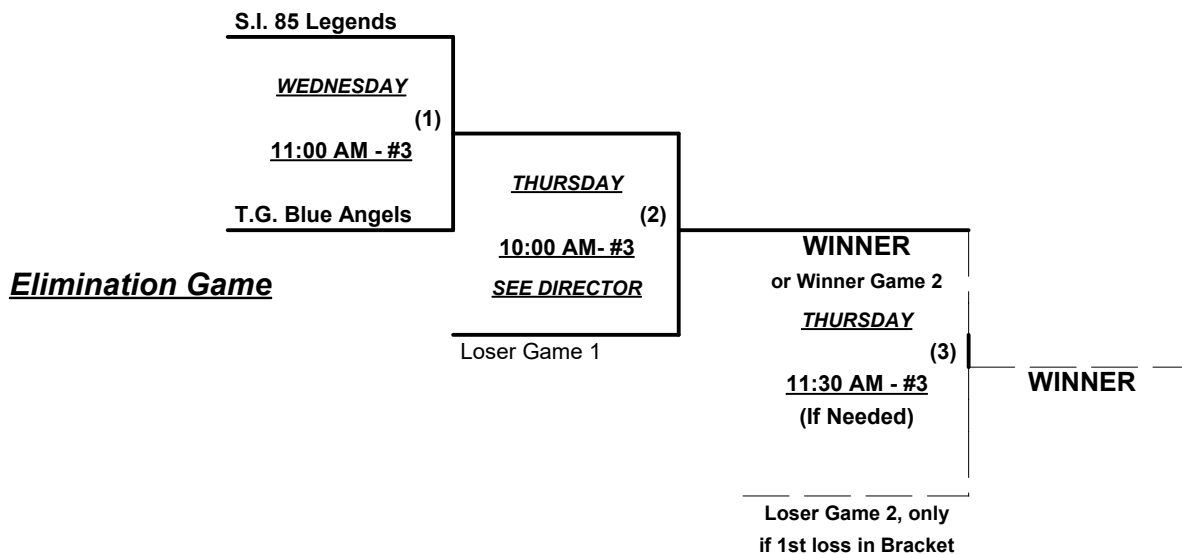 S.I. 85 Legends
WEDNESDAY
(1)
11:00 AM - #3
T.G. Blue Angels
THURSDAY
(2)
10:00 AM- #3
SEE DIRECTOR
Elimination Game
Loser Game 1
WINNER
or Winner Game 2
THURSDAY
(3)
11:30 AM - #3
(If Needed)
WINNER
Loser Game 2, only
if 1st loss in Bracket